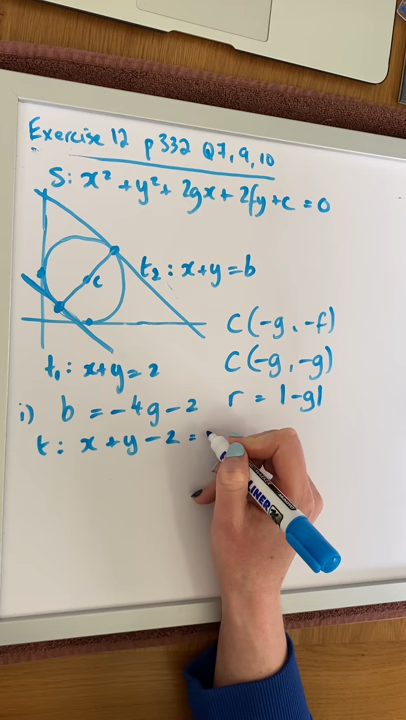 Exercise 12 p332 Q7, 9, 10
S: x² + y² + 2gx + 2fy + c = 0
c
t₂ : x + y = b
C(-g, -f)
C(-g, -g)
t₁ : x + y = 2
r = |-g|
i) b = -4g - 2
t : x + y - 2 =
LINER